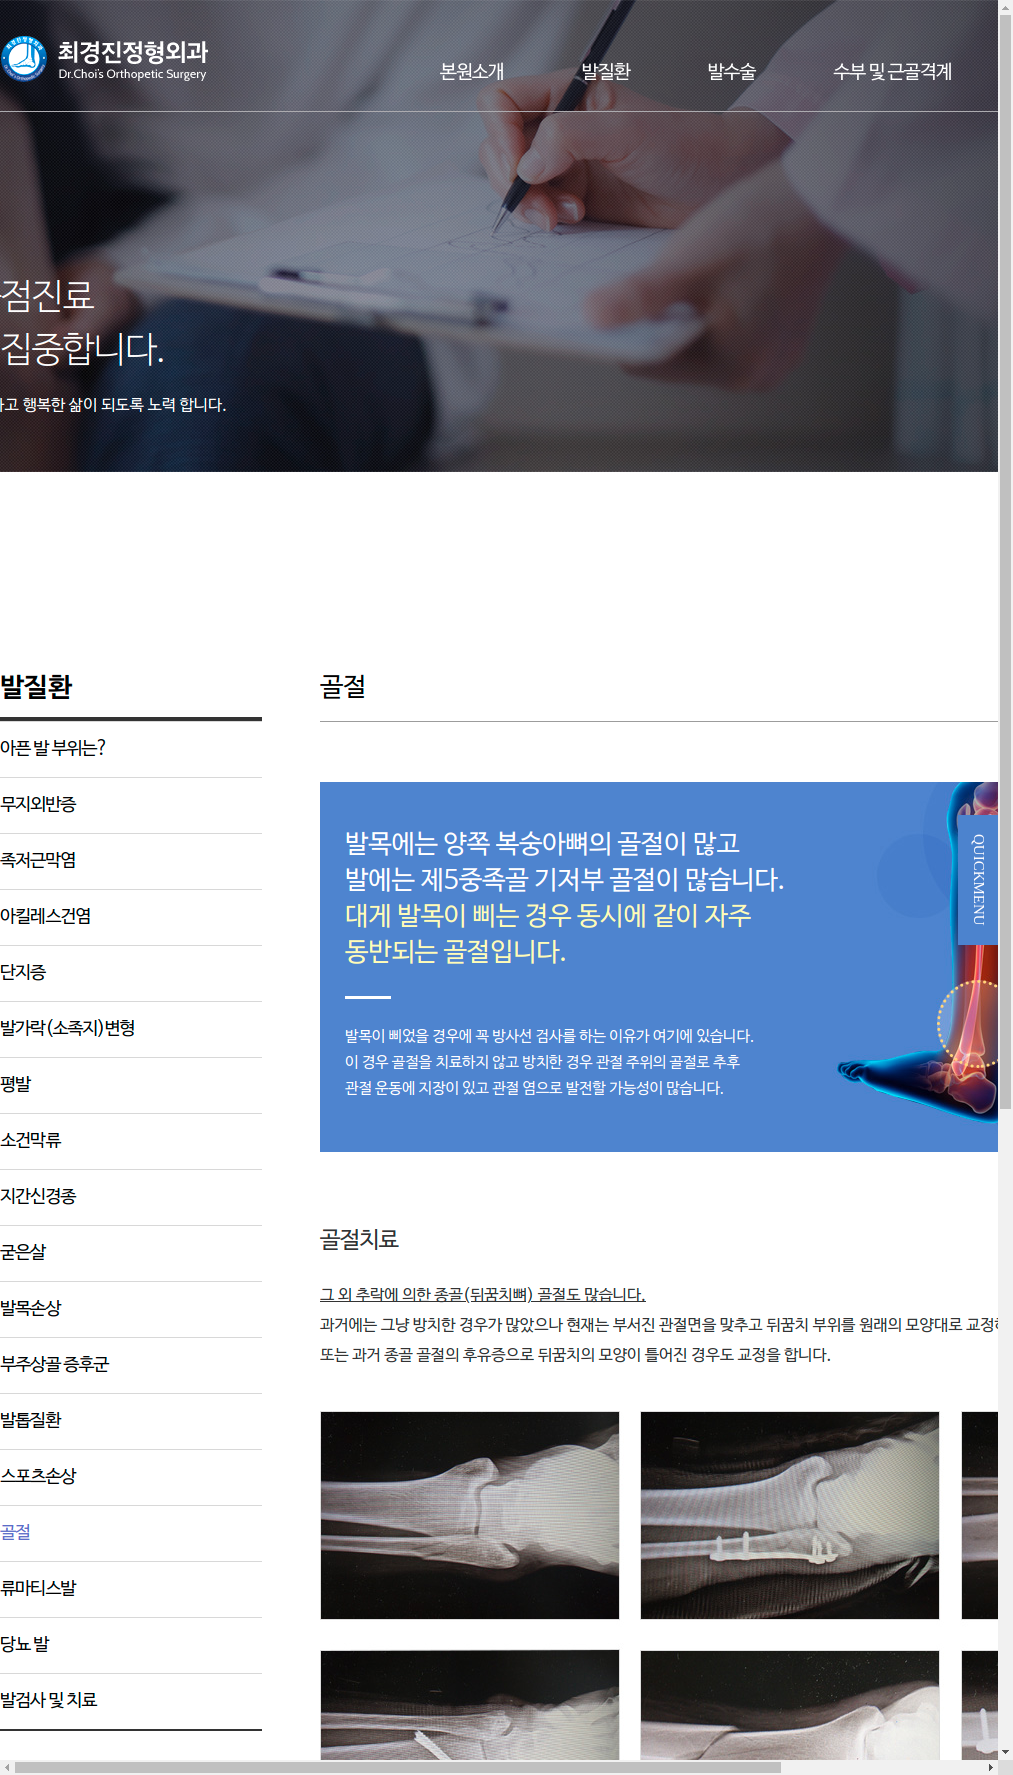 최경진정형외과
Dr.Choi's Orthopetic Surgery
본원소개
발질환
발수술
수부 및 근골격계
점진료
집중합니다.
고 행복한 삶이 되도록 노력 합니다.
발질환
아픈 발 부위는?
무지외반증
족저근막염
아킬레스건염
단지증
발가락(소족지)변형
평발
소건막류
지간신경종
굳은살
발목손상
부주상골 증후군
발톱질환
스포츠손상
골절
류마티스발
당뇨 발
발검사 및 치료
골절
발목에는 양쪽 복숭아뼈의 골절이 많고
발에는 제5중족골 기저부 골절이 많습니다.
대게 발목이 삐는 경우 동시에 같이 자주
동반되는 골절입니다.
발목이 삐었을 경우에 꼭 방사선 검사를 하는 이유가 여기에 있습니다.
이 경우 골절을 치료하지 않고 방치한 경우 관절 주위의 골절로 추후
관절 운동에 지장이 있고 관절 염으로 발전할 가능성이 많습니다.
QUICKMENU
골절치료
그 외 추락에 의한 종골(뒤꿈치뼈) 골절도 많습니다.
과거에는 그냥 방치한 경우가 많았으나 현재는 부서진 관절면을 맞추고 뒤꿈치 부위를 원래의 모양대로 교정
또는 과거 종골 골절의 후유증으로 뒤꿈치의 모양이 틀어진 경우도 교정을 합니다.